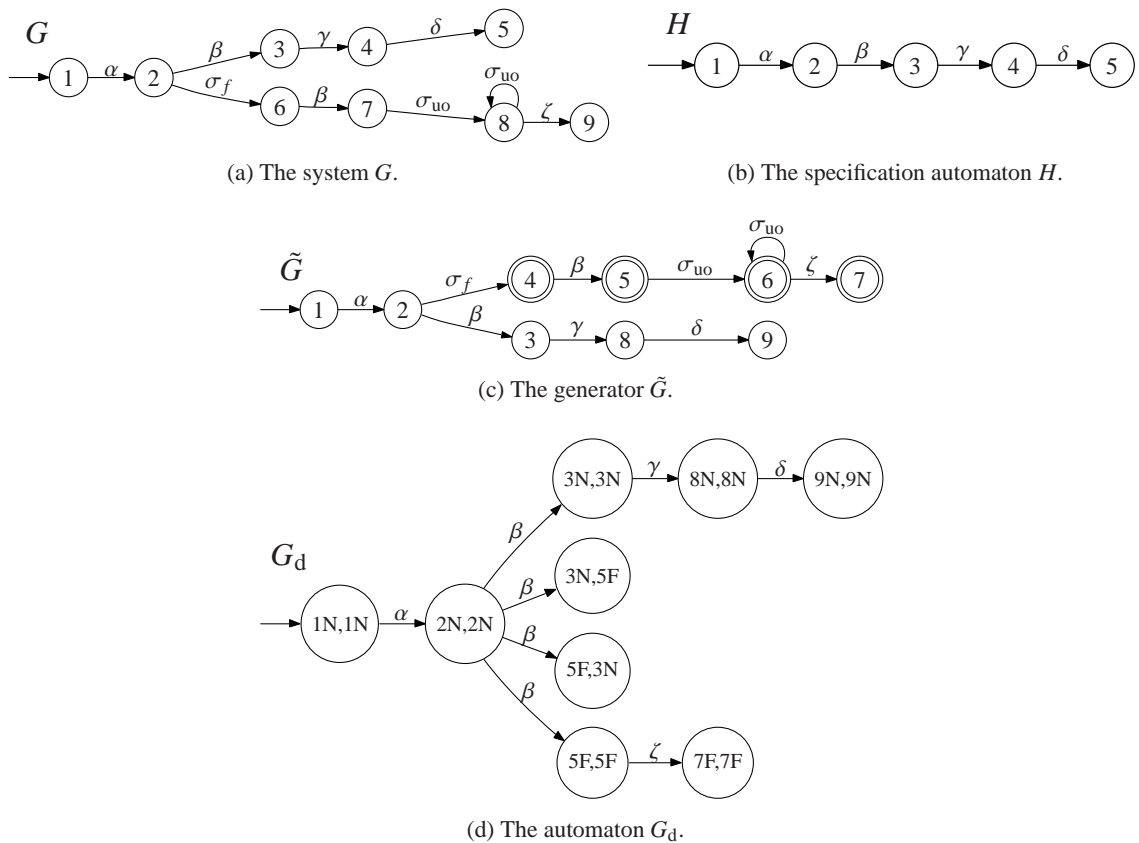 G
1 α 2 β 3 γ 4 δ 5
σ_f 6 β 7 σ_uo 8 σ_uo ζ 9
(a) The system G.
H
1 α 2 β 3 γ 4 δ 5
(b) The specification automaton H.
G̃
1 α 2 σ_f 4 β 5 σ_uo 6 σ_uo ζ 7
β 3 γ 8 δ 9
(c) The generator G̃.
G_d
1N,1N α 2N,2N
β 3N,3N γ 8N,8N δ 9N,9N
β 3N,5F
β 5F,3N
β 5F,5F ζ 7F,7F
(d) The automaton G_d.